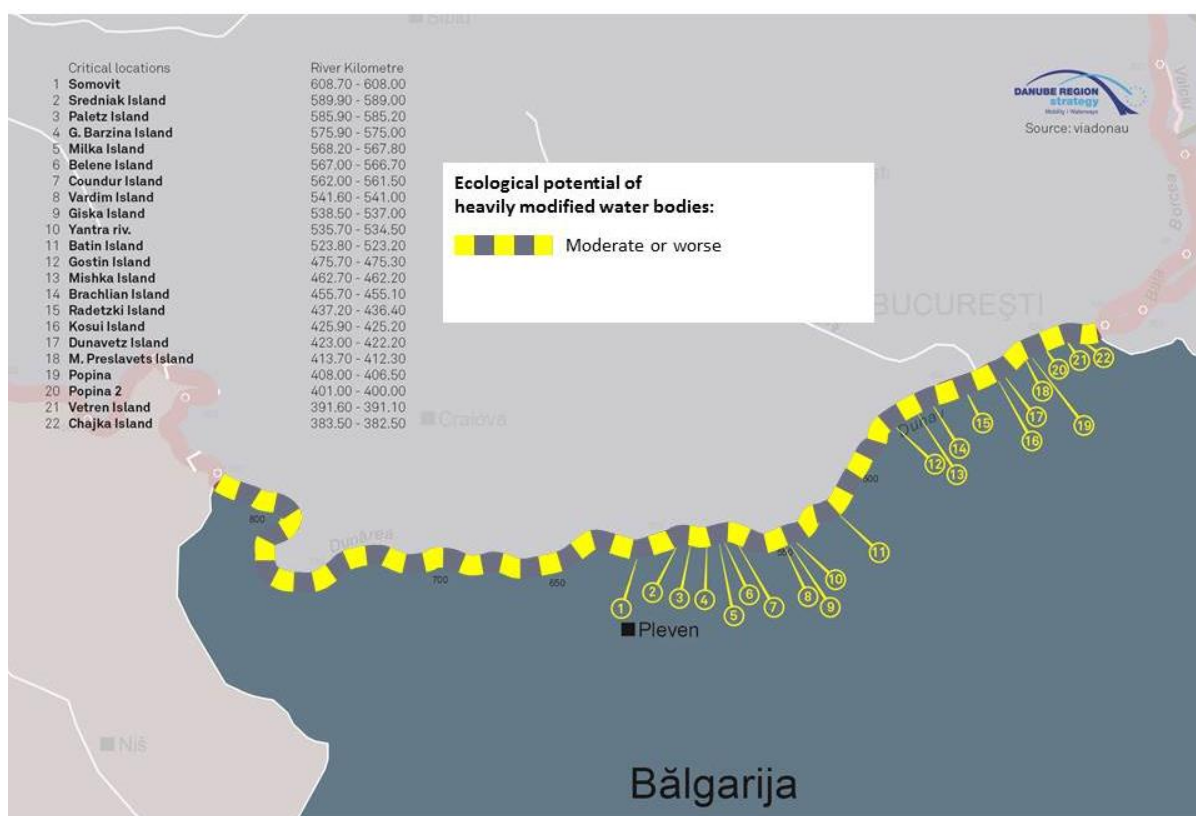 Sibiu
Critical locations River Kilometre
1 Somovit 608.70 - 608.00
2 Sredniak Island 589.90 - 589.00
3 Paletz Island 585.90 - 585.20
4 G. Barzina Island 575.90 - 575.00
5 Milka Island 568.20 - 567.80
6 Belene Island 567.00 - 566.70
7 Coundur Island 562.00 - 561.50
8 Vardim Island 541.60 - 541.00
9 Giska Island 538.50 - 537.00
10 Yantra riv. 535.70 - 534.50
11 Batin Island 523.80 - 523.20
12 Gostin Island 475.70 - 475.30
13 Mishka Island 462.70 - 462.20
14 Brachlian Island 455.70 - 455.10
15 Radetzki Island 437.20 - 436.40
16 Kosui Island 425.90 - 425.20
17 Dunavetz Island 423.00 - 422.20
18 M. Preslavets Island 413.70 - 412.30
19 Popina 408.00 - 406.50
20 Popina 2 401.00 - 400.00
21 Vetren Island 391.60 - 391.10
22 Chajka Island 383.50 - 382.50
DANUBE REGION
strategy
Mobility | Waterways
Source: viadonau
Ecological potential of
heavily modified water bodies:
Moderate or worse
Borcea
Bala
BUCUREȘTI
Craiova
Dunav
Dunărea
800
700
650
550
500
1
2
3
4
5
6
7
8
9
10
11
12
13
14
15
16
17
18
19
20
21
22
Pleven
Niš
Bălgarija